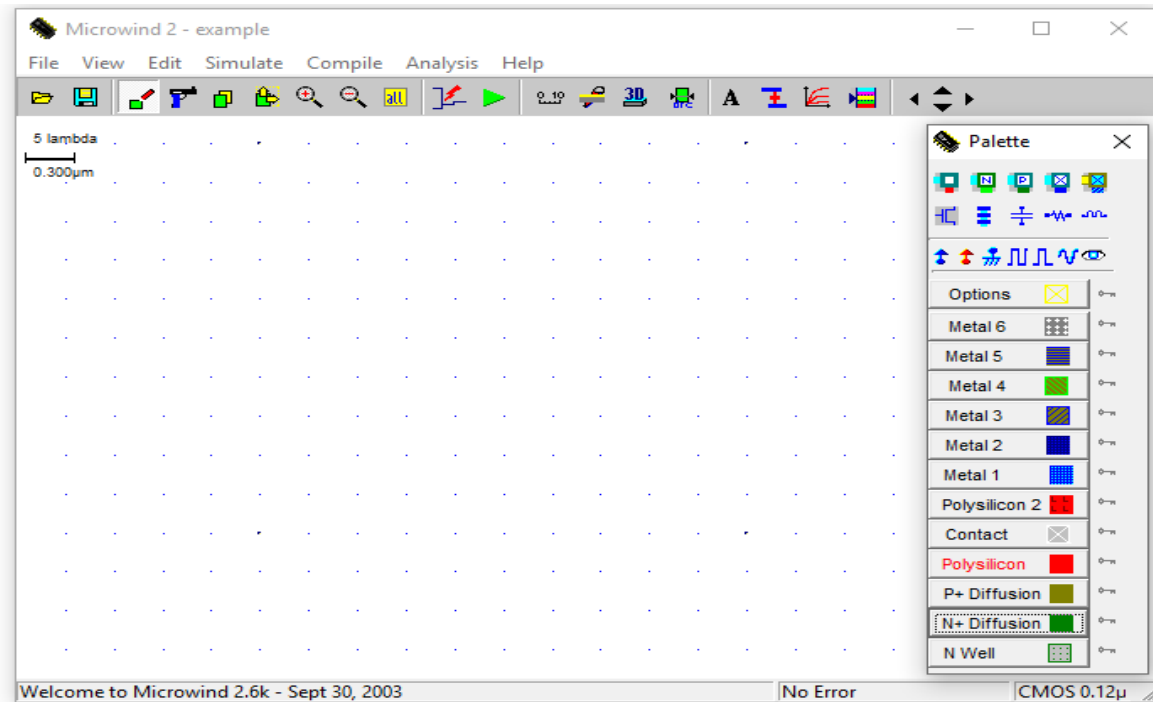 Microwind 2 - example
File View Edit Simulate Compile Analysis Help
all 0.10 3D DRC A
5 lambda
0.300µm
Palette
N P
Options
Metal 6
Metal 5
Metal 4
Metal 3
Metal 2
Metal 1
Polysilicon 2
Contact
Polysilicon
P+ Diffusion
N+ Diffusion
N Well
Welcome to Microwind 2.6k - Sept 30, 2003 No Error CMOS 0.12µ